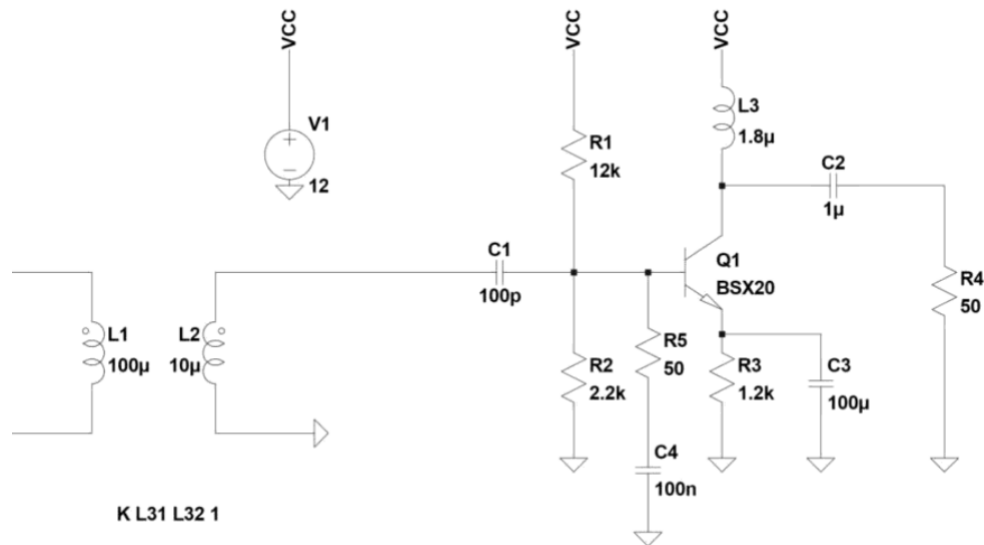 VCC
VCC
VCC
V1
12
R1
12k
L3
1.8µ
C2
1µ
C1
100p
Q1
BSX20
R4
50
L1
100µ
L2
10µ
R2
2.2k
R5
50
R3
1.2k
C3
100µ
C4
100n
K L31 L32 1